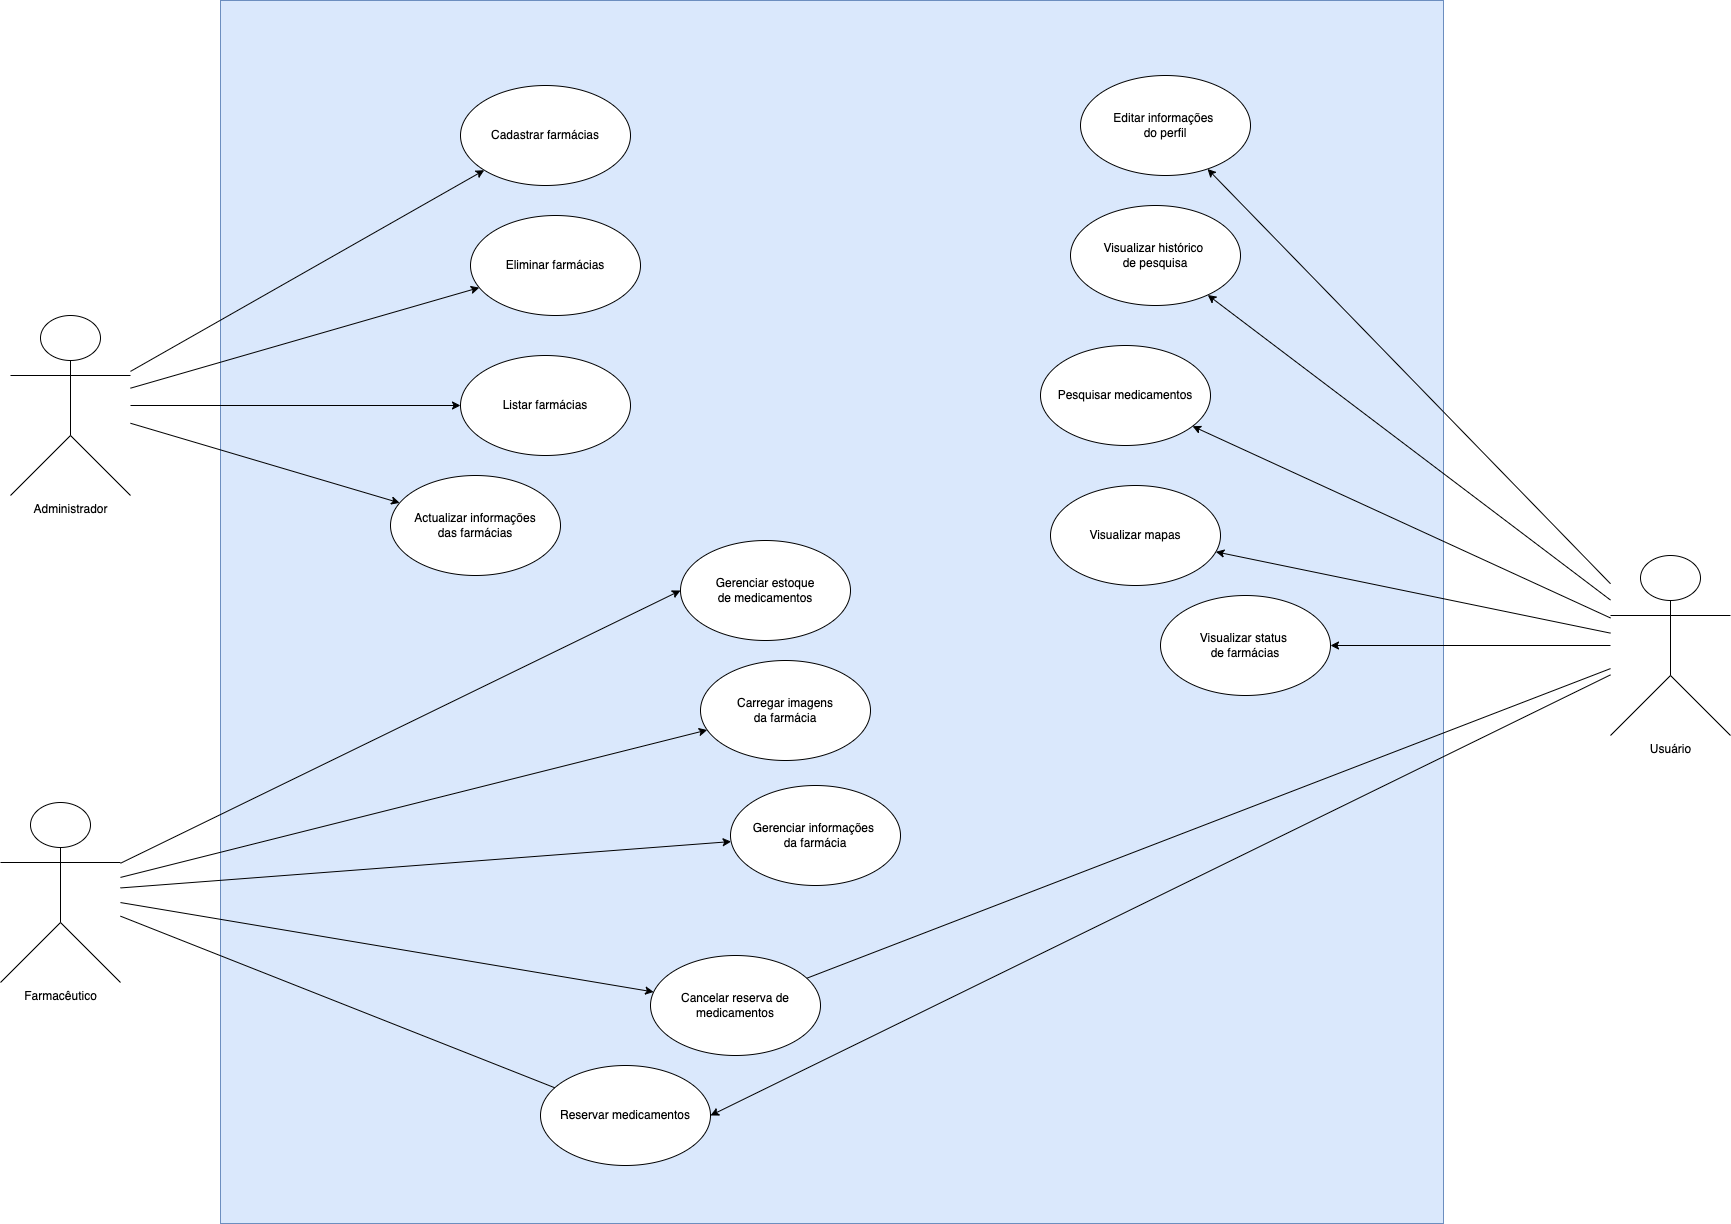 Cadastrar farmácias
Editar informações
do perfil
Eliminar farmácias
Visualizar histórico
de pesquisa
Listar farmácias
Pesquisar medicamentos
Administrador
Actualizar informações
das farmácias
Visualizar mapas
Gerenciar estoque
de medicamentos
Visualizar status
de farmácias
Carregar imagens
da farmácia
Usuário
Gerenciar informações
da farmácia
Farmacêutico
Cancelar reserva de
medicamentos
Reservar medicamentos